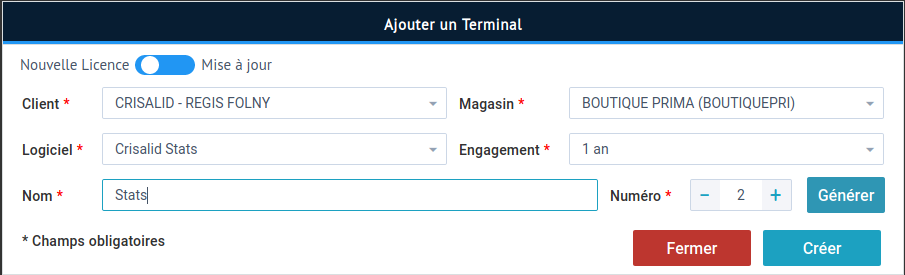 Ajouter un Terminal
Nouvelle Licence Mise à jour
Client * CRISALID - REGIS FOLNY Magasin * BOUTIQUE PRIMA (BOUTIQUEPRI)
Logiciel * Crisalid Stats Engagement * 1 an
Nom * Stats Numéro * − 2 + Générer
* Champs obligatoires Fermer Créer